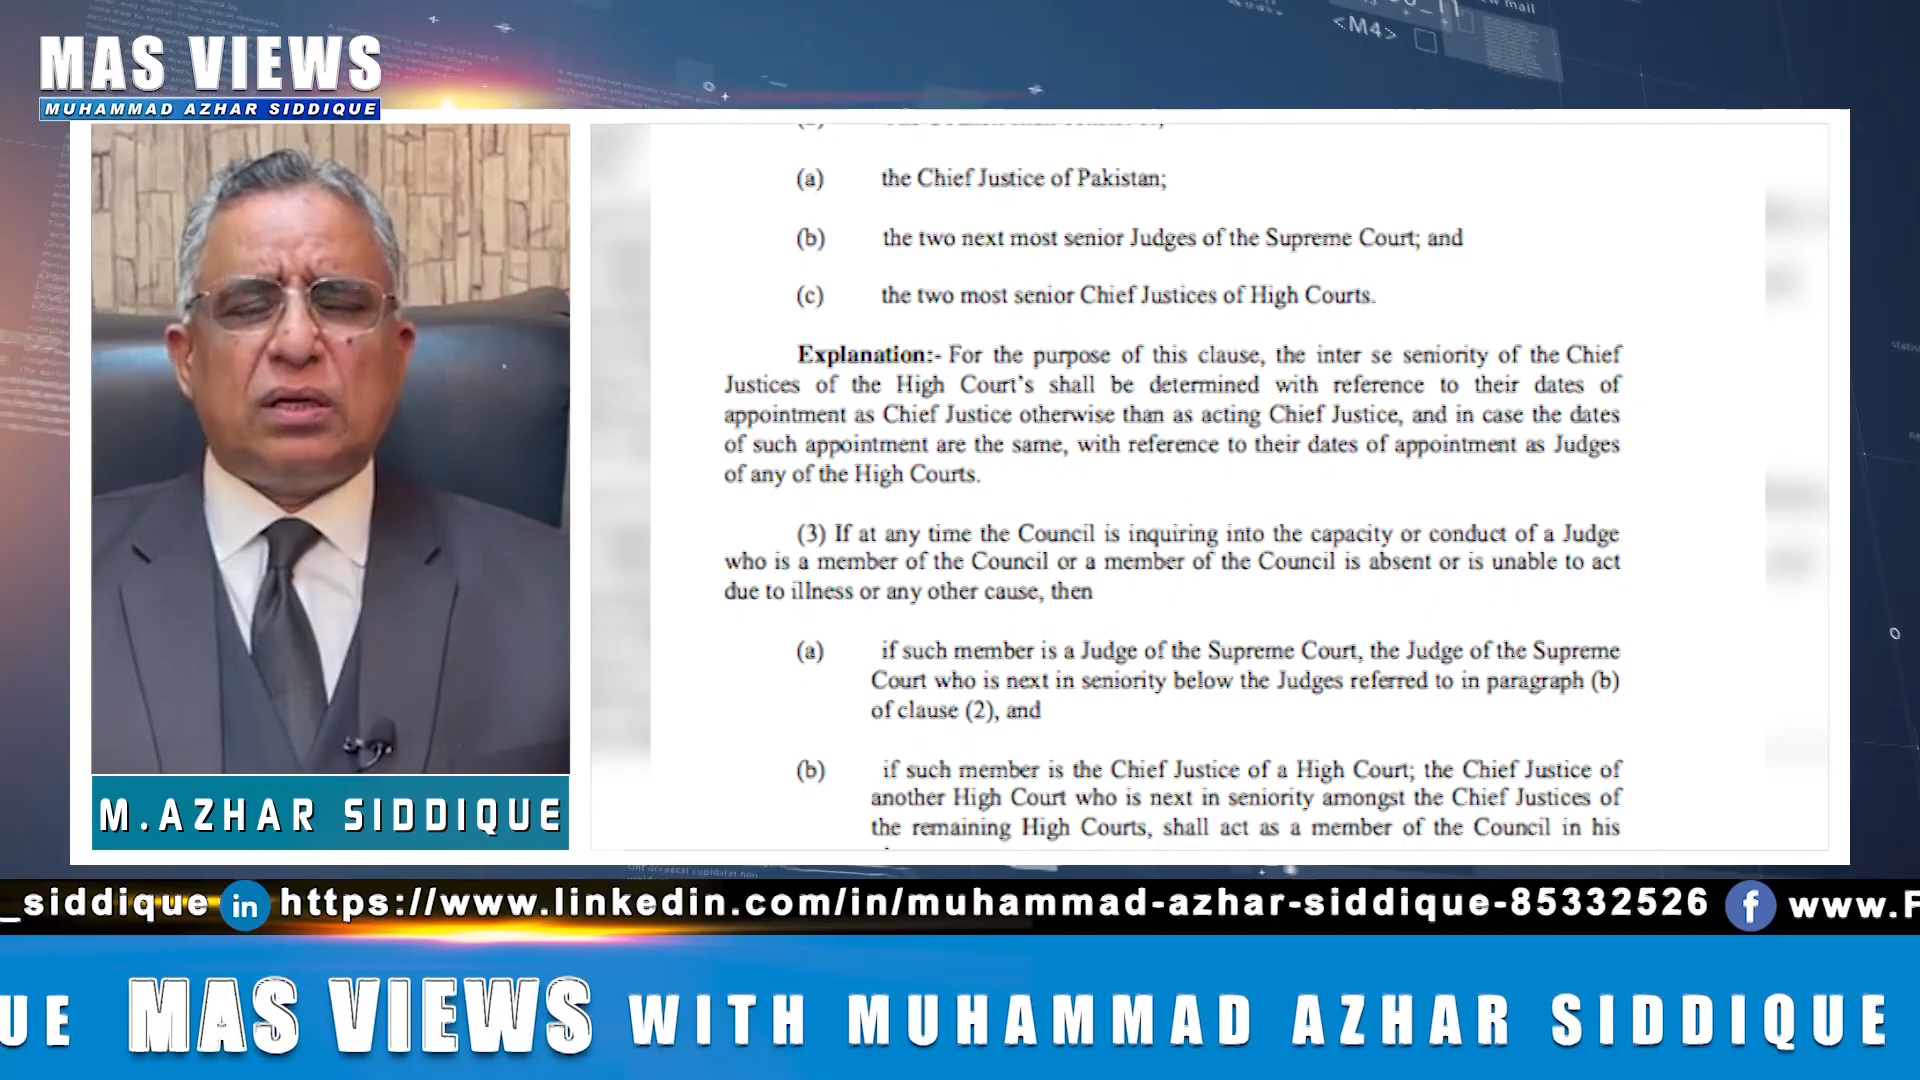 MAS VIEWS
MUHAMMAD AZHAR SIDDIQUE
<M4>
(a) the Chief Justice of Pakistan;
(b) the two next most senior Judges of the Supreme Court; and
(c) the two most senior Chief Justices of High Courts.
Explanation:- For the purpose of this clause, the inter se seniority of the Chief
Justices of the High Court's shall be determined with reference to their dates of
appointment as Chief Justice otherwise than as acting Chief Justice, and in case the dates
of such appointment are the same, with reference to their dates of appointment as Judges
of any of the High Courts.
(3) If at any time the Council is inquiring into the capacity or conduct of a Judge
who is a member of the Council or a member of the Council is absent or is unable to act
due to illness or any other cause, then
(a) if such member is a Judge of the Supreme Court, the Judge of the Supreme
Court who is next in seniority below the Judges referred to in paragraph (b)
of clause (2), and
(b) if such member is the Chief Justice of a High Court; the Chief Justice of
another High Court who is next in seniority amongst the Chief Justices of
the remaining High Courts, shall act as a member of the Council in his
M.AZHAR SIDDIQUE
_siddique in https://www.linkedin.com/in/muhammad-azhar-siddique-85332526 f www.F
UE MAS VIEWS WITH MUHAMMAD AZHAR SIDDIQUE